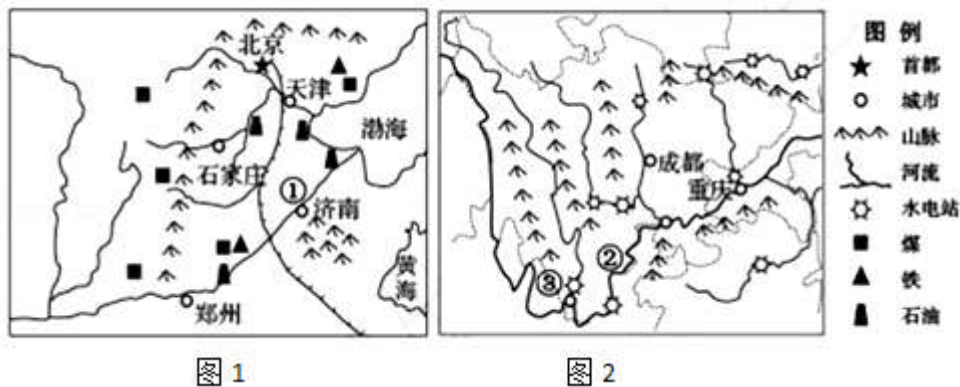 北京
天津
渤海
石家庄
①
济南
黄海
郑州
图 1
成都
重庆
②
③
图 2
图 例
首都
城市
山脉
河流
水电站
煤
铁
石油